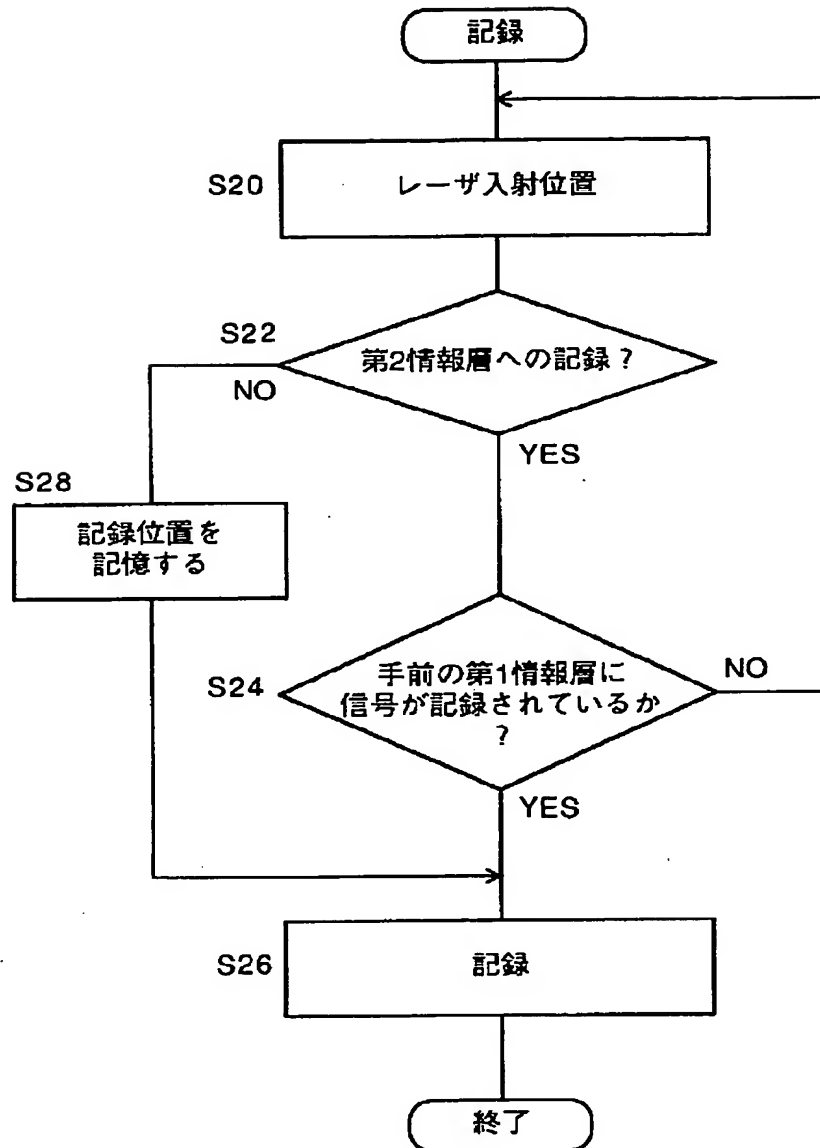 記録
S20
レーザ入射位置
S22
第2情報層への記録?
NO
YES
S28
記録位置を
記憶する
S24
手前の第1情報層に
信号が記録されているか
?
NO
YES
S26
記録
終了